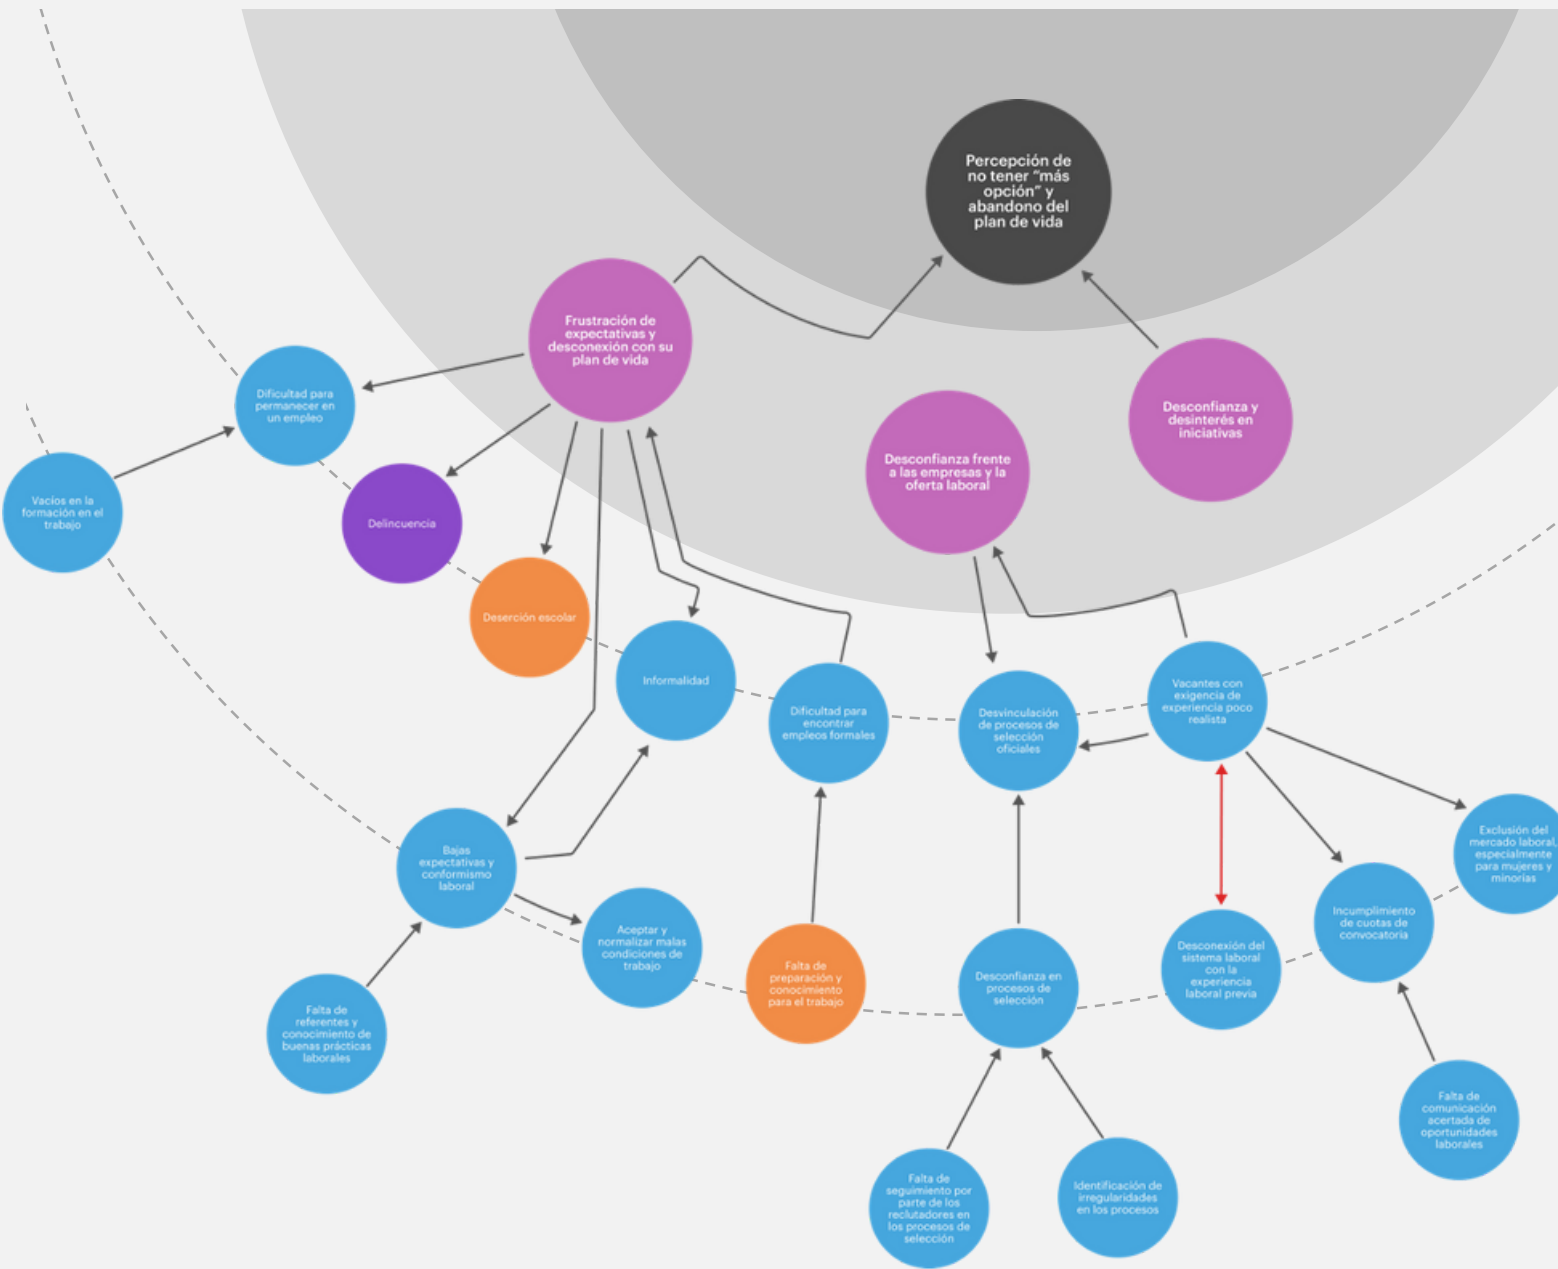 Percepción de
no tener “más
opción” y
abandono del
plan de vida
Frustración de
expectativas y
desconexión con su
plan de vida
Desconfianza y
desinterés en
iniciativas
Desconfianza frente
a las empresas y la
oferta laboral
Dificultad para
permanecer en
un empleo
Vacíos en la
formación en el
trabajo
Delincuencia
Deserción escolar
Informalidad
Dificultad para
encontrar
empleos formales
Desvinculación
de procesos de
selección
oficiales
Vacantes con
exigencia de
experiencia poco
realista
Exclusión del
mercado laboral,
especialmente
para mujeres y
minorías
Bajas
expectativas y
conformismo
laboral
Aceptar y
normalizar malas
condiciones de
trabajo
Falta de
preparación y
conocimiento
para el trabajo
Desconfianza en
procesos de
selección
Desconexión del
sistema laboral
con la
experiencia
laboral previa
Incumplimiento
de cuotas de
convocatoria
Falta de
referentes y
conocimiento de
buenas prácticas
laborales
Falta de
comunicación
acertada de
oportunidades
laborales
Falta de
seguimiento por
parte de los
reclutadores en
los procesos de
selección
Identificación de
irregularidades
en los procesos